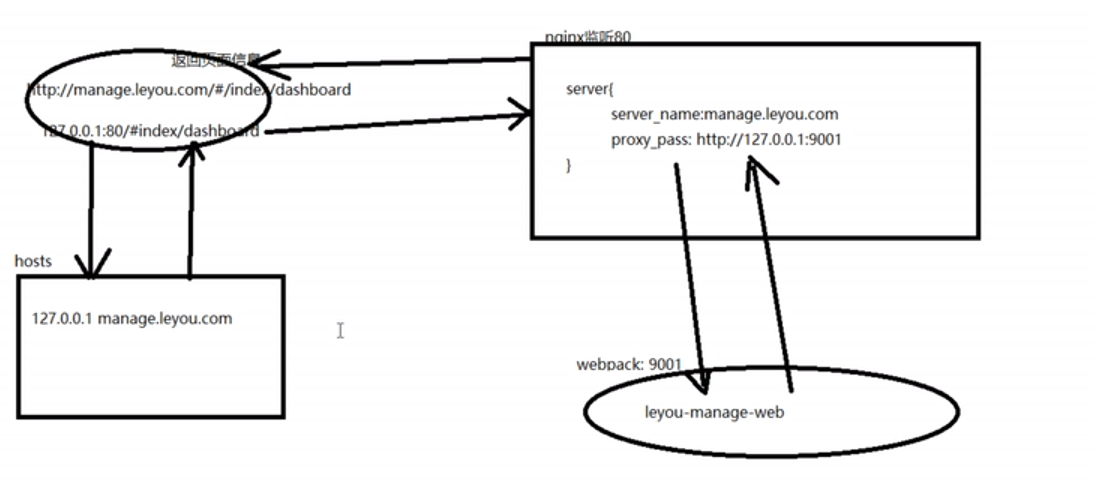 nginx监听80
返回页面信息
http://manage.leyou.com/#/index/dashboard
127.0.0.1:80/#index/dashboard
server{
server_name:manage.leyou.com
proxy_pass: http://127.0.0.1:9001
}
hosts
127.0.0.1 manage.leyou.com
webpack: 9001
leyou-manage-web